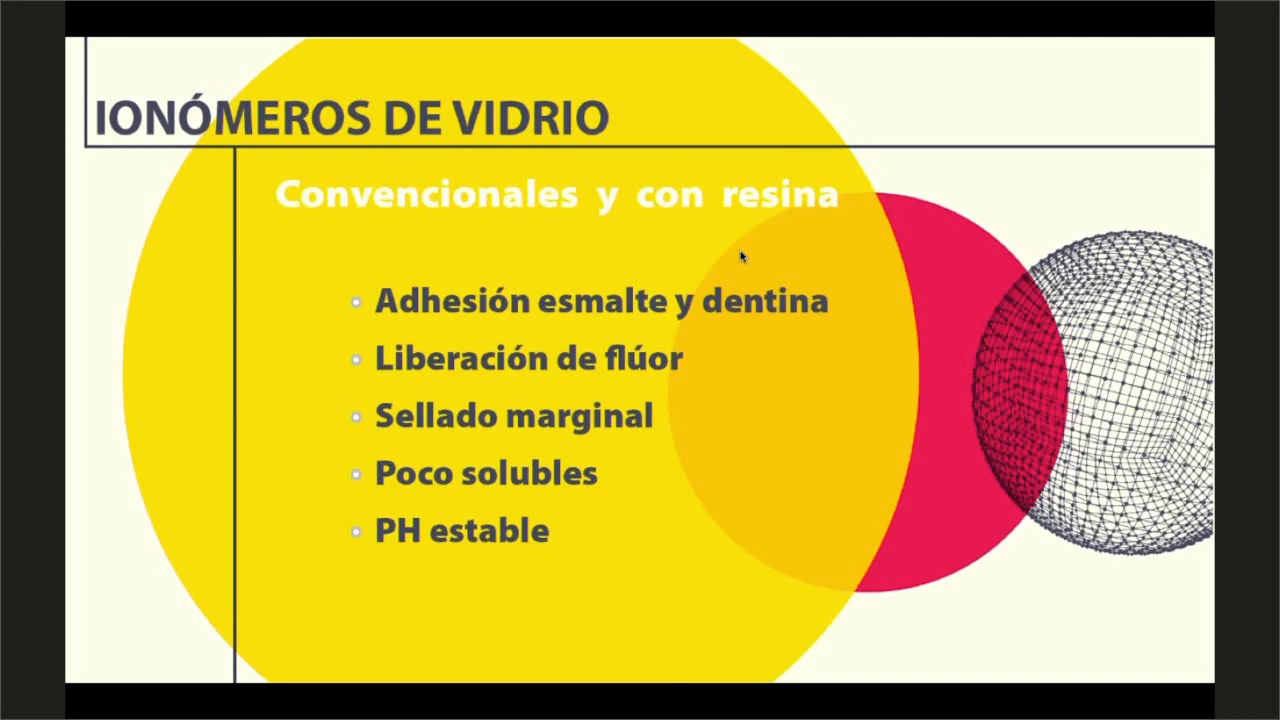 IONÓMEROS DE VIDRIO
Convencionales y con resina
Adhesión esmalte y dentina
Liberación de flúor
Sellado marginal
Poco solubles
PH estable